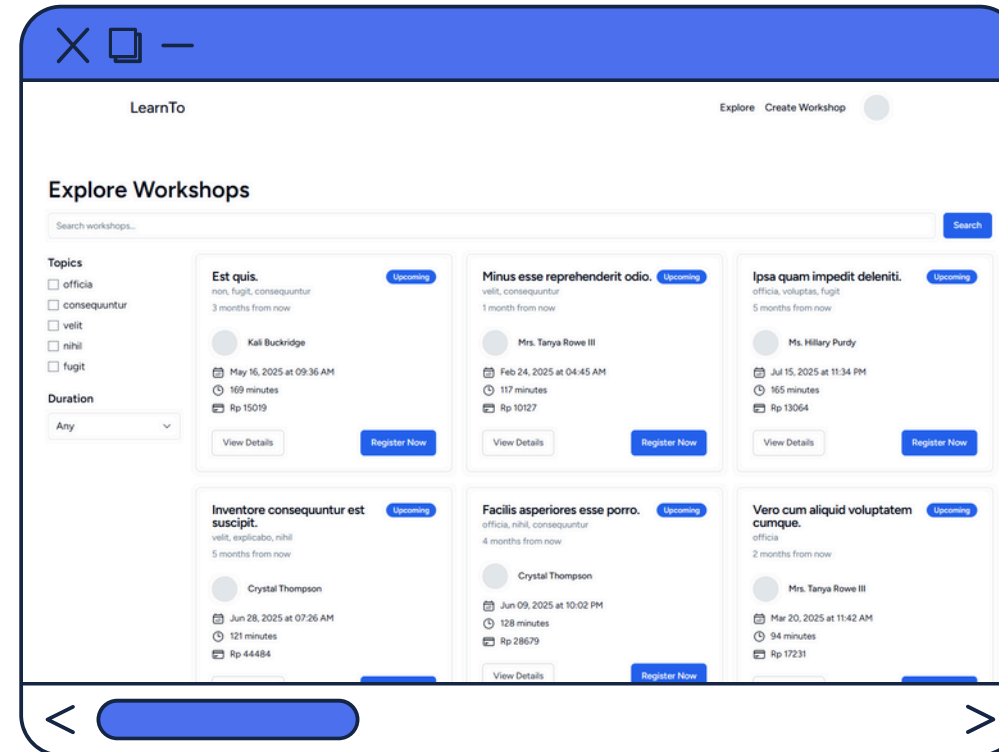 LearnTo
Explore Create Workshop
Explore Workshops
Search workshops...
Search
Topics
officia
consequuntur
velit
nihil
fugit
Duration
Any
Est quis.
Upcoming
non, fugit, consequuntur
3 months from now
Kali Buckridge
May 16, 2025 at 09:36 AM
169 minutes
Rp 15019
View Details
Register Now
Minus esse reprehenderit odio.
Upcoming
velit, consequuntur
1 month from now
Mrs. Tanya Rowe III
Feb 24, 2025 at 04:45 AM
117 minutes
Rp 10127
View Details
Register Now
Ipsa quam impedit deleniti.
Upcoming
officia, voluptas, fugit
5 months from now
Ms. Hillary Purdy
Jul 15, 2025 at 11:34 PM
165 minutes
Rp 13064
View Details
Register Now
Inventore consequuntur est
suscipit.
Upcoming
velit, explicabo, nihil
5 months from now
Crystal Thompson
Jun 28, 2025 at 07:26 AM
121 minutes
Rp 44484
Facilis asperiores esse porro.
Upcoming
officia, nihil, consequuntur
4 months from now
Crystal Thompson
Jun 09, 2025 at 10:02 PM
128 minutes
Rp 28679
View Details
Register Now
Vero cum aliquid voluptatem
cumque.
Upcoming
officia
2 months from now
Mrs. Tanya Rowe III
Mar 20, 2025 at 11:42 AM
94 minutes
Rp 17231